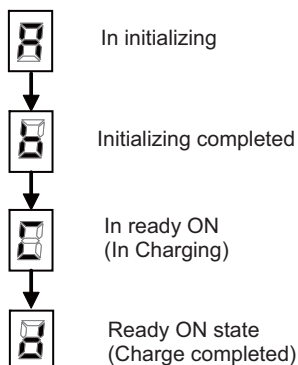 A
In initializing
b
Initializing completed
C
In ready ON
(In Charging)
d
Ready ON state
(Charge completed)